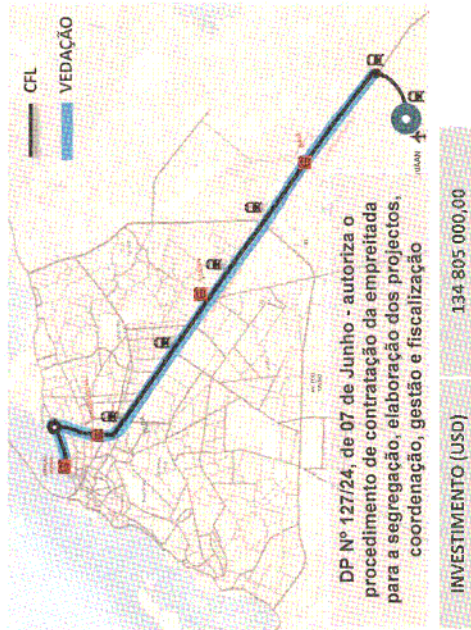 CFL
VEDAÇÃO
DP Nº 127/24, de 07 de Junho - autoriza o
procedimento de contratação da empreitada
para a segregação, elaboração dos projectos,
coordenação, gestão e fiscalização
INVESTIMENTO (USD)
134 805 000,00